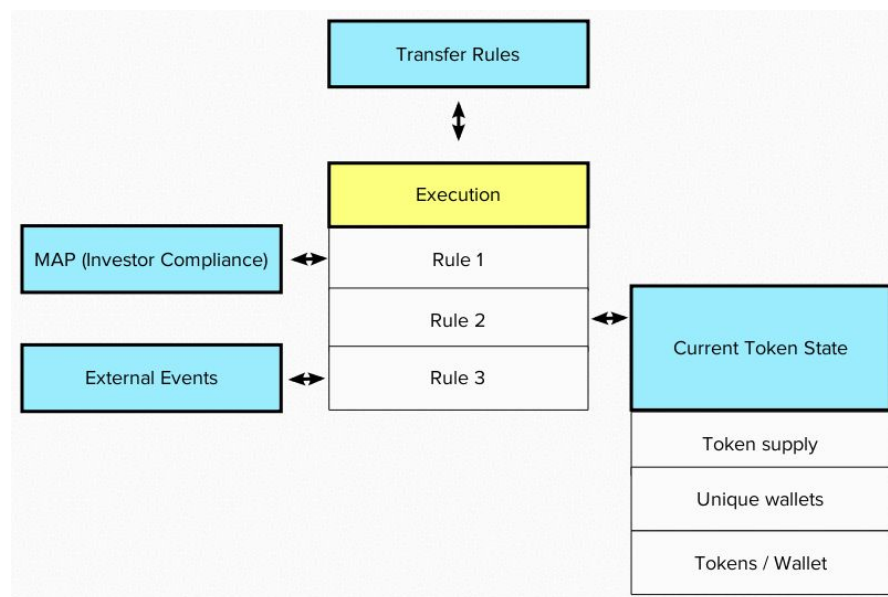 Transfer Rules
Execution
MAP (Investor Compliance)
Rule 1
Rule 2
Current Token State
External Events
Rule 3
Token supply
Unique wallets
Tokens / Wallet